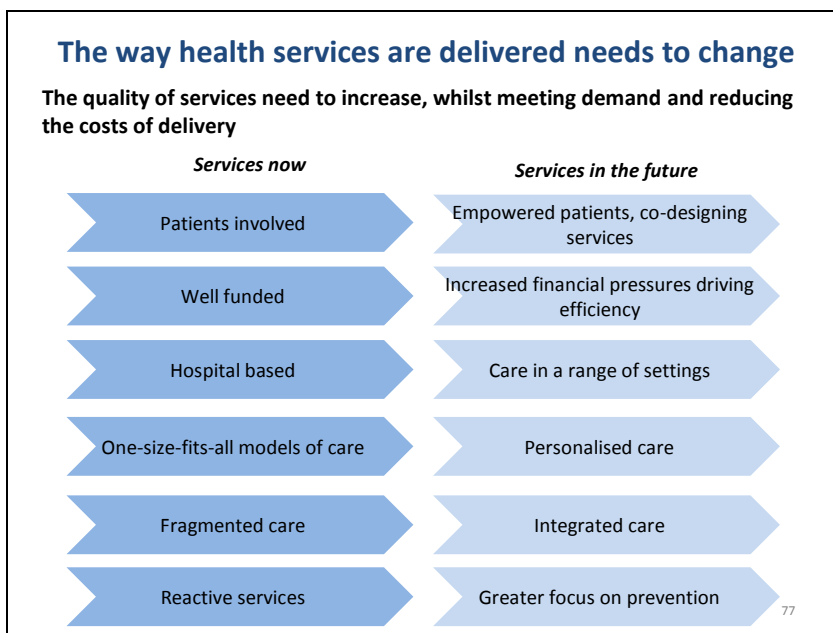 The way health services are delivered needs to change
The quality of services need to increase, whilst meeting demand and reducing
the costs of delivery
Services now
Services in the future
Patients involved
Empowered patients, co-designing
services
Well funded
Increased financial pressures driving
efficiency
Hospital based
Care in a range of settings
One-size-fits-all models of care
Personalised care
Fragmented care
Integrated care
Reactive services
Greater focus on prevention
77